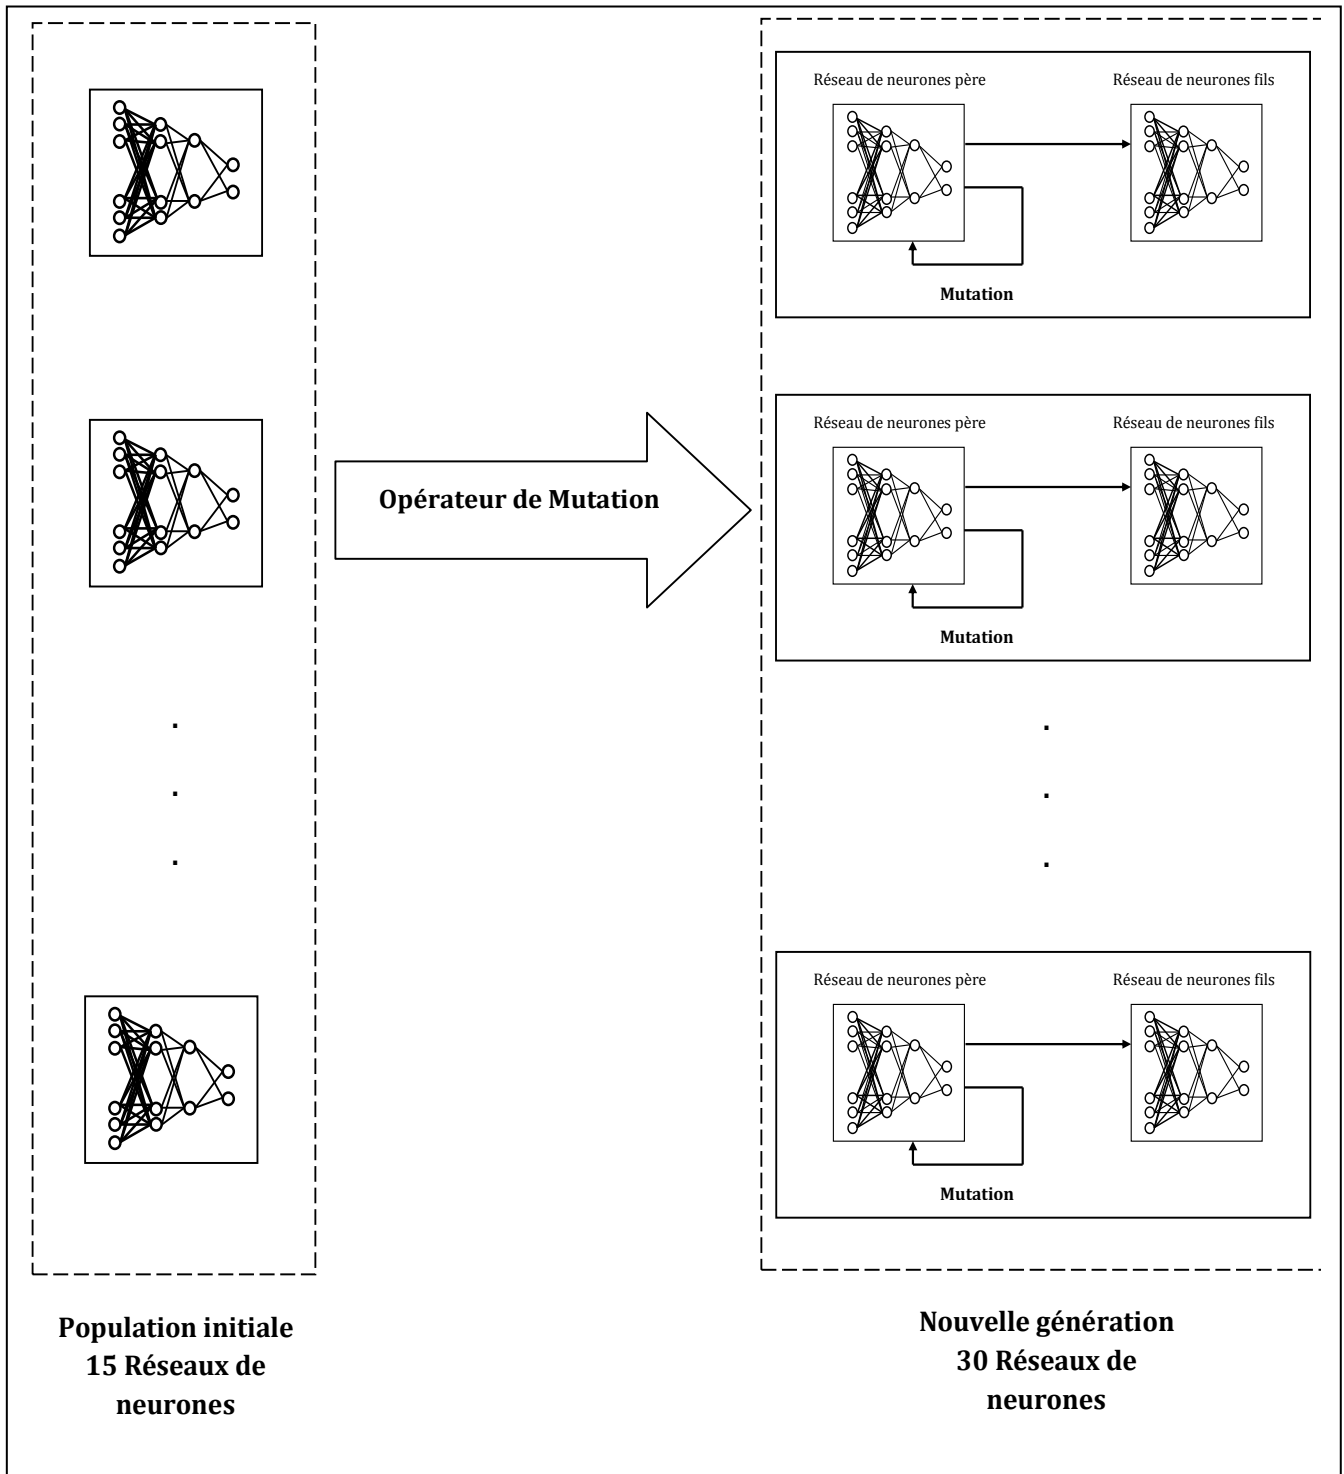 Réseau de neurones père
Réseau de neurones fils
Mutation
Réseau de neurones père
Réseau de neurones fils
Opérateur de Mutation
Mutation
.
.
.
.
.
.
Réseau de neurones père
Réseau de neurones fils
Mutation
Population initiale
15 Réseaux de
neurones
Nouvelle génération
30 Réseaux de
neurones